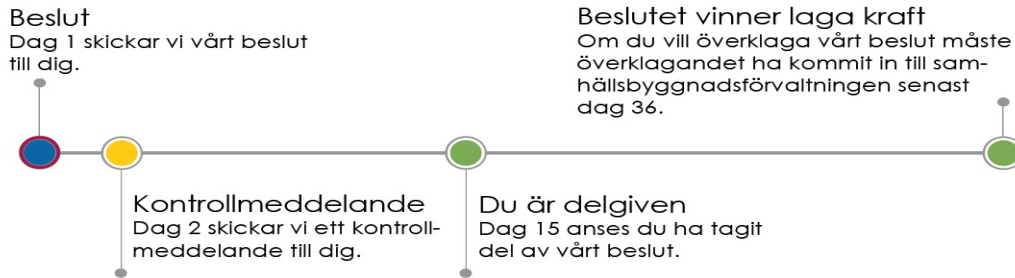 Beslut
Dag 1 skickar vi vårt beslut
till dig.
Kontrollmeddelande
Dag 2 skickar vi ett kontroll-
meddelande till dig.
Du är delgiven
Dag 15 anses du ha tagit
del av vårt beslut.
Beslutet vinner laga kraft
Om du vill överklaga vårt beslut måste
överklagandet ha kommit in till sam-
hällsbyggnadsförvaltningen senast
dag 36.